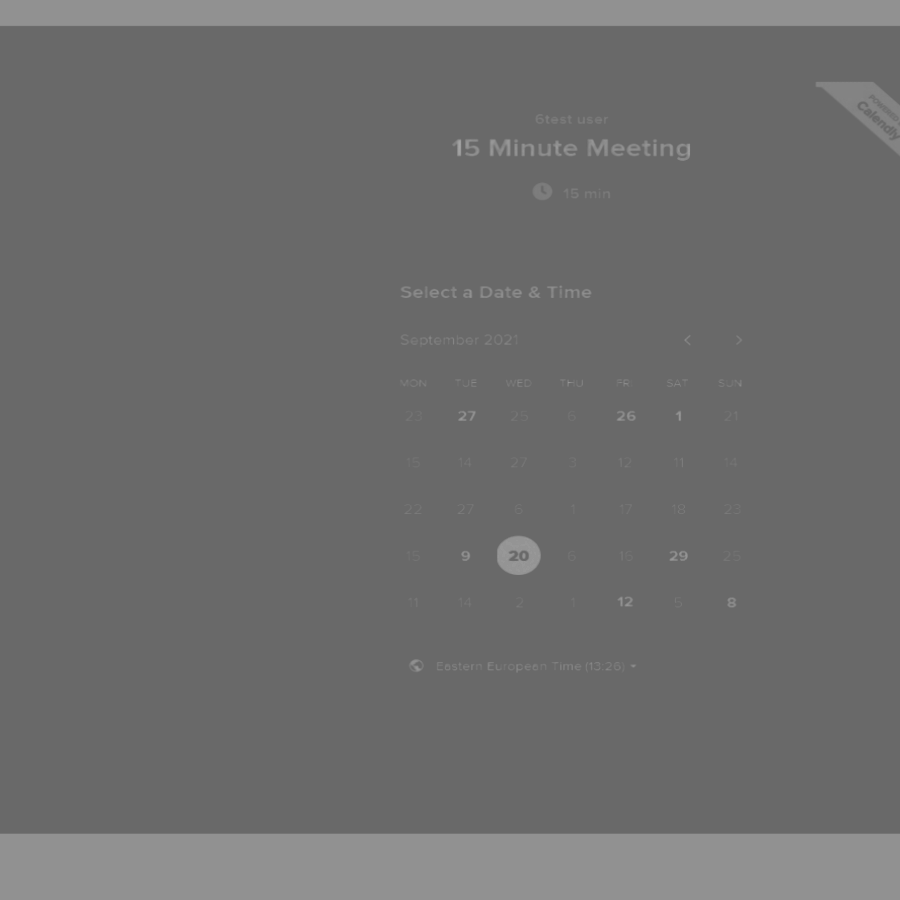 POWERED BY
Calendly
6test user
15 Minute Meeting
15 min
Select a Date & Time
September 2021
MON TUE WED THU FRI SAT SUN
23 27 25 6 26 1 21
15 14 27 3 12 11 14
22 27 6 1 17 18 23
15 9 20 6 15 29 25
11 14 2 1 12 5 8
Eastern European Time (13:26)